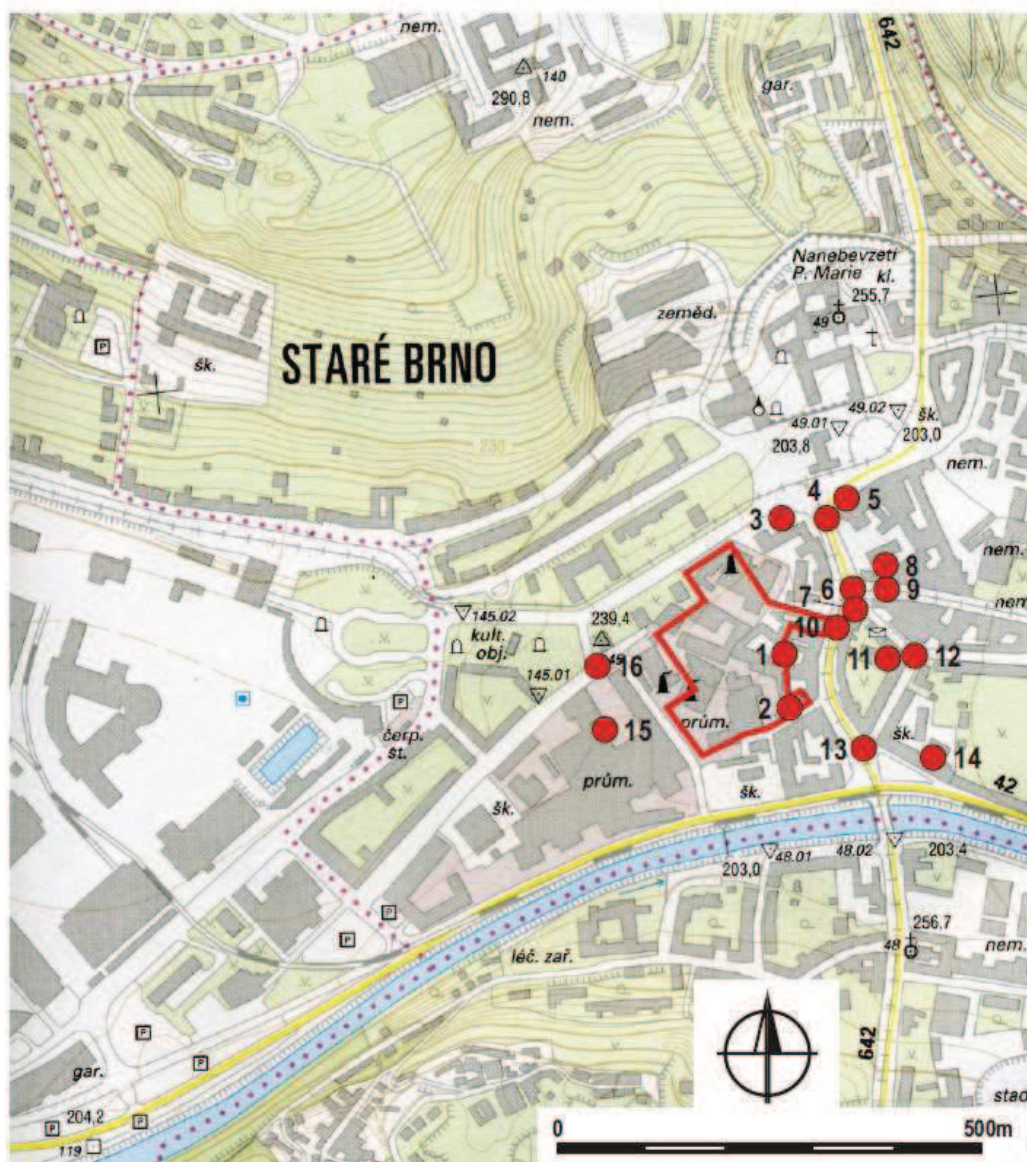 nem.
642
140
290,8
nem.
gar.
Nanebevzetí
P. Marie kl.
255,7
49
zeměd.
P
šk.
STARÉ BRNO
49.02
49.01
šk.
203,8
203,0
nem.
4
5
3
8
nem.
6
9
7
nem.
10
145.02
239,4
kult.
obj.
49
1
11
12
145.01
16
2
P
prům.
15
čerp.
st.
13
šk.
14
prům.
šk.
šk.
42
203,0
48.01
48.02
203,4
P
256,7
P
48
nem.
léč. zař.
P
P
642
gar.
stad
204,2
P
P
119
0
500m